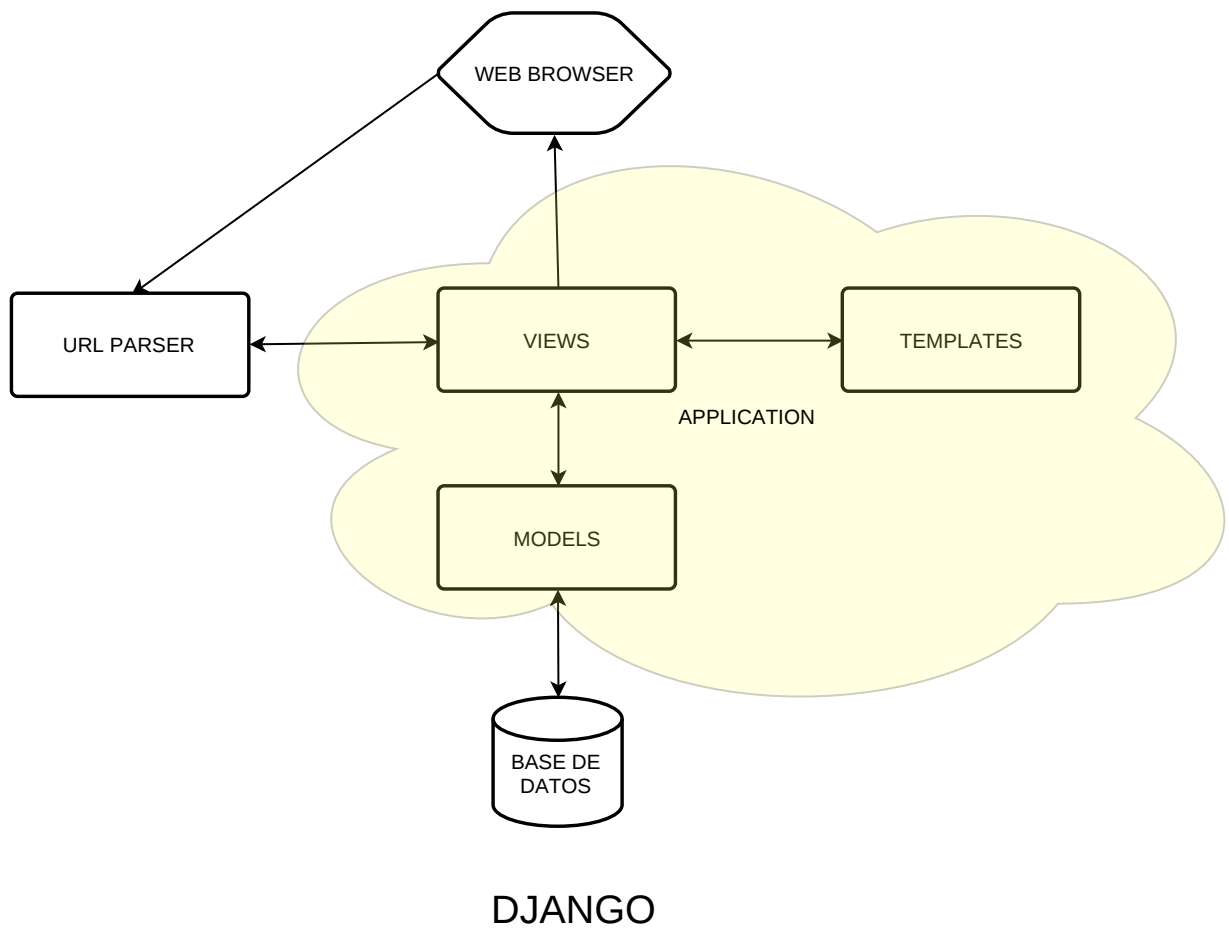 WEB BROWSER
URL PARSER
VIEWS
TEMPLATES
APPLICATION
MODELS
BASE DE
DATOS
DJANGO